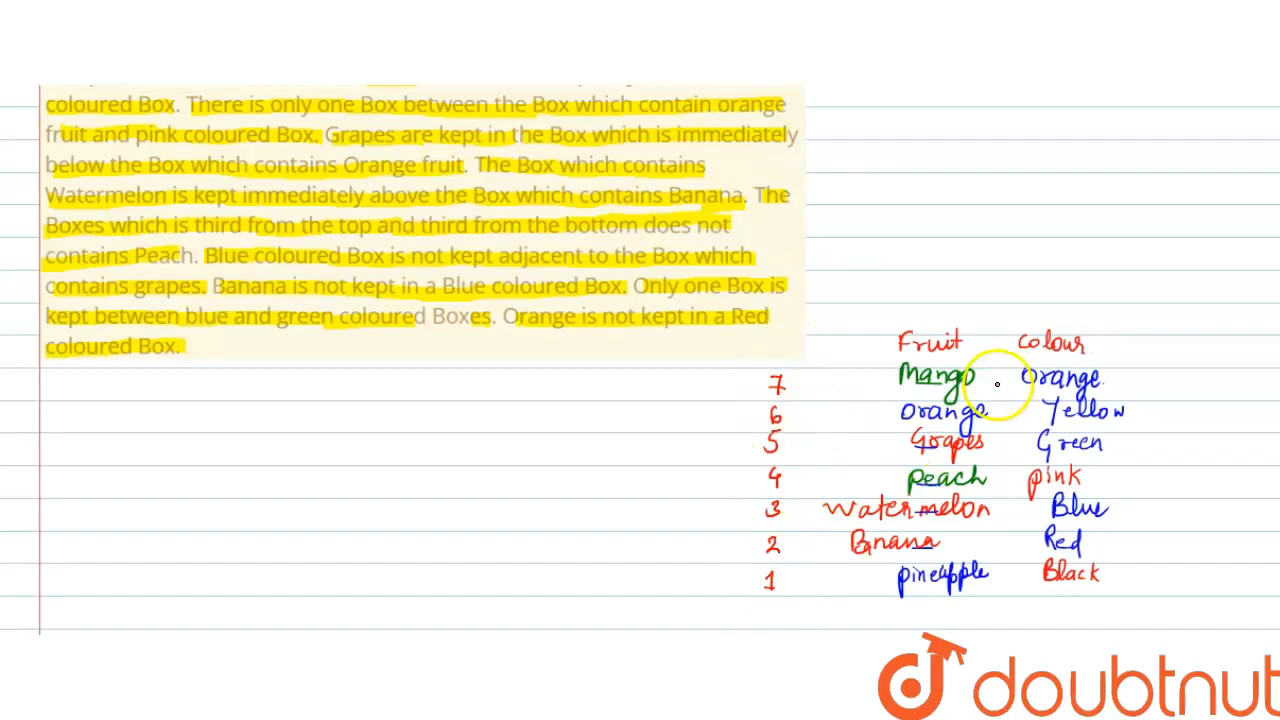 coloured Box. There is only one Box between the Box which contain orange
fruit and pink coloured Box. Grapes are kept in the Box which is immediately
below the Box which contains Orange fruit. The Box which contains
Watermelon is kept immediately above the Box which contains Banana. The
Boxes which is third from the top and third from the bottom does not
contains Peach. Blue coloured Box is not kept adjacent to the Box which
contains grapes. Banana is not kept in a Blue coloured Box. Only one Box is
kept between blue and green coloured Boxes. Orange is not kept in a Red
coloured Box.
Fruit Colour
7 Mango Orange
6 orange Yellow
5 Grapes Green
4 peach pink
3 Watermelon Blue
2 Banana Red
1 pineapple Black
doubtnut